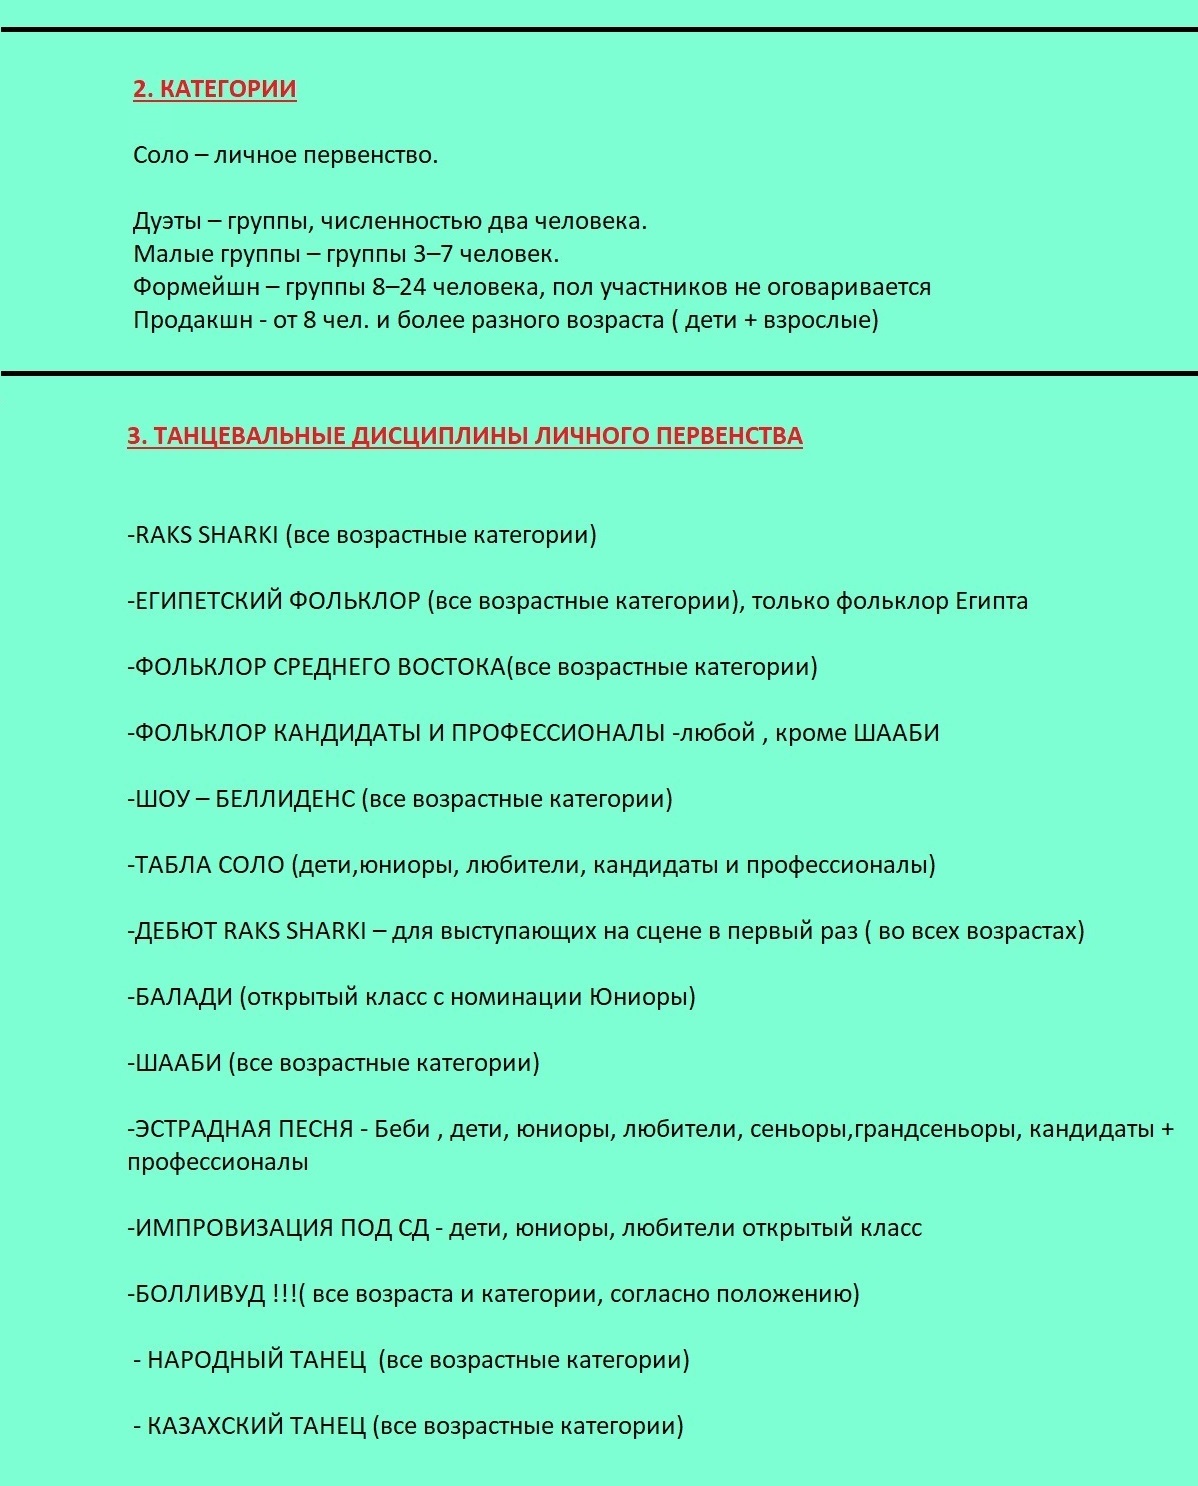 2. КАТЕГОРИИ
Соло – личное первенство.
Дуэты – группы, численностью два человека.
Малые группы – группы 3–7 человек.
Формейшн – группы 8–24 человека, пол участников не оговаривается
Продакшн - от 8 чел. и более разного возраста ( дети + взрослые)
3. ТАНЦЕВАЛЬНЫЕ ДИСЦИПЛИНЫ ЛИЧНОГО ПЕРВЕНСТВА
-RAKS SHARKI (все возрастные категории)
-ЕГИПЕТСКИЙ ФОЛЬКЛОР (все возрастные категории), только фольклор Египта
-ФОЛЬКЛОР СРЕДНЕГО ВОСТОКА(все возрастные категории)
-ФОЛЬКЛОР КАНДИДАТЫ И ПРОФЕССИОНАЛЫ -любой , кроме ШААБИ
-ШОУ – БЕЛЛИДЕНС (все возрастные категории)
-ТАБЛА СОЛО (дети,юниоры, любители, кандидаты и профессионалы)
-ДЕБЮТ RAKS SHARKI – для выступающих на сцене в первый раз ( во всех возрастах)
-БАЛАДИ (открытый класс с номинации Юниоры)
-ШААБИ (все возрастные категории)
-ЭСТРАДНАЯ ПЕСНЯ - Беби , дети, юниоры, любители, сеньоры,грандсеньоры, кандидаты +
профессионалы
-ИМПРОВИЗАЦИЯ ПОД СД - дети, юниоры, любители открытый класс
-БОЛЛИВУД !!!( все возраста и категории, согласно положению)
- НАРОДНЫЙ ТАНЕЦ  (все возрастные категории)
- КАЗАХСКИЙ ТАНЕЦ (все возрастные категории)